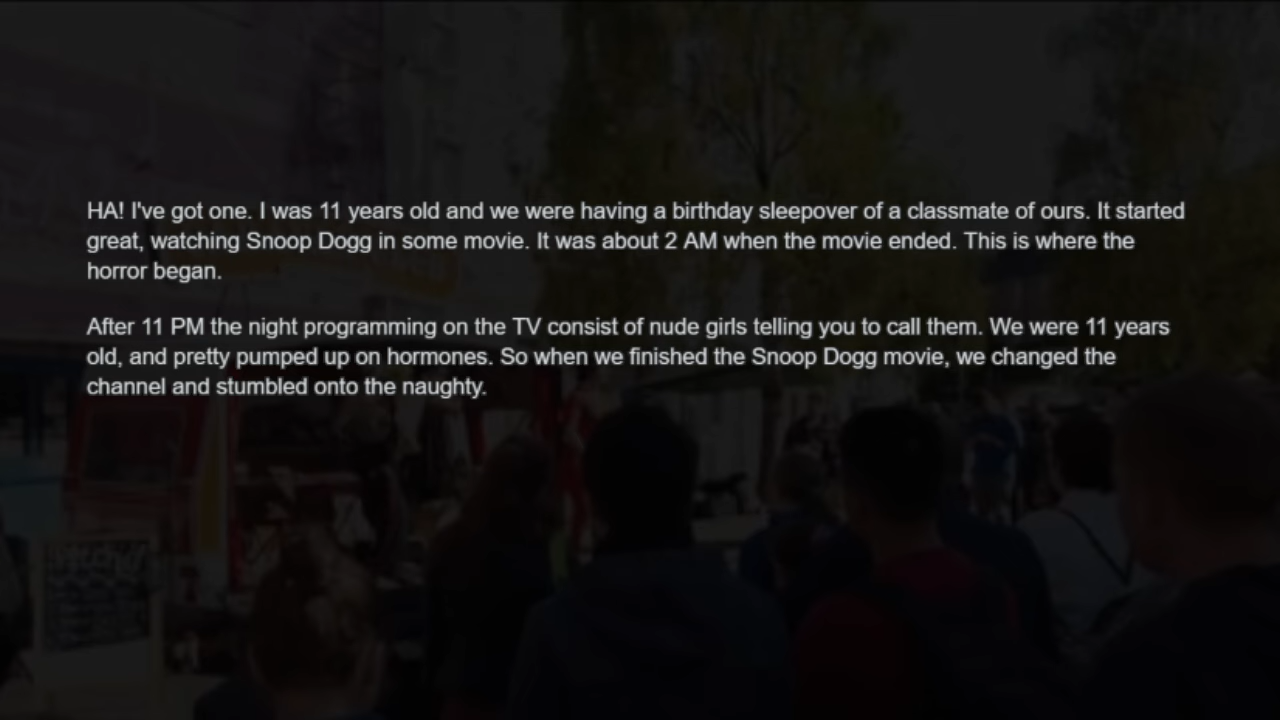 HA! I've got one. I was 11 years old and we were having a birthday sleepover of a classmate of ours. It started
great, watching Snoop Dogg in some movie. It was about 2 AM when the movie ended. This is where the
horror began.
After 11 PM the night programming on the TV consist of nude girls telling you to call them. We were 11 years
old, and pretty pumped up on hormones. So when we finished the Snoop Dogg movie, we changed the
channel and stumbled onto the naughty.